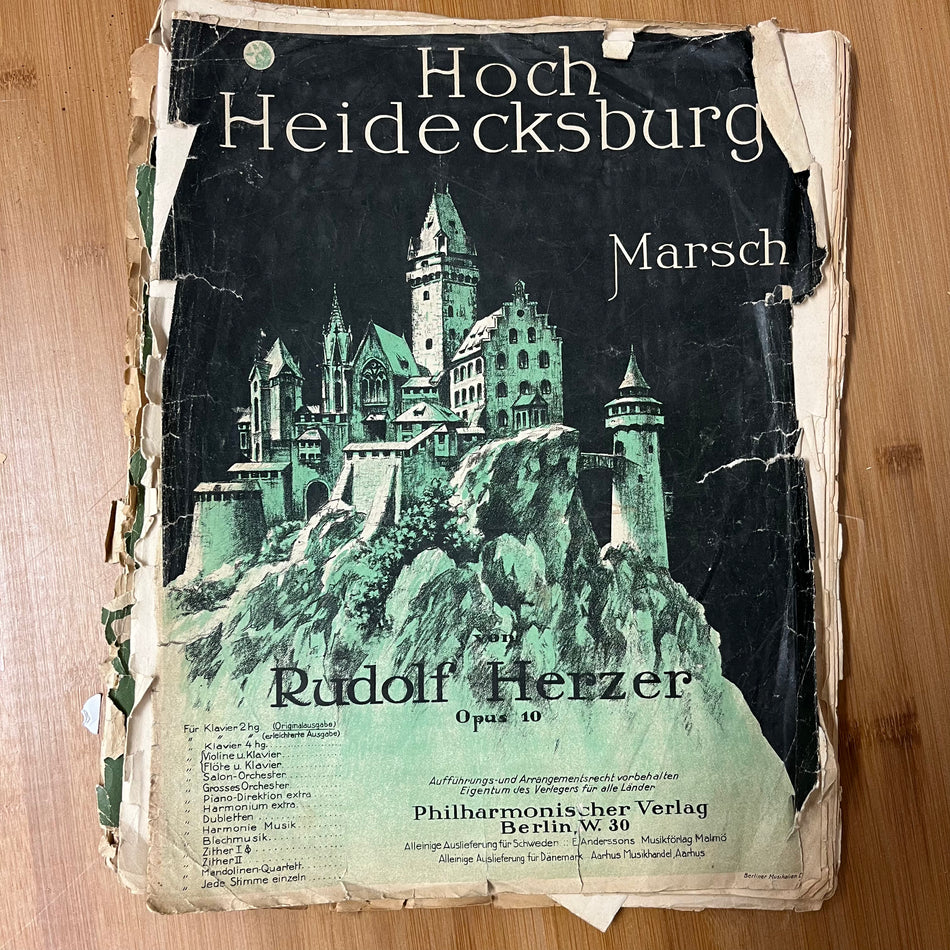 Hoch
Heidecksburg
Marsch
von
Rudolf Herzer
Opus 10
Für Klavier 2 hg. (Originalausgabe)
" " " (erleichterte Ausgabe)
" Klavier 4 hg.
" Violine u. Klavier
" Flöte u. Klavier
" Salon-Orchester
" Grosses Orchester
" Piano-Direktion extra
" Harmonium extra
" Dubletten
" Harmonie Musik
" Blechmusik
" Zither I
" Zither II
" Mandolinen-Quartett
" Jede Stimme einzeln
Aufführungs-und Arrangementsrecht vorbehalten
Eigentum des Verlegers für alle Länder
Philharmonischer Verlag
Berlin, W. 30
Alleinige Auslieferung für Schweden :: E. Anderssons Musikförlag Malmö
Alleinige Auslieferung für Dänemark Aarhus Musikhandel, Aarhus
Berliner Musikalien D